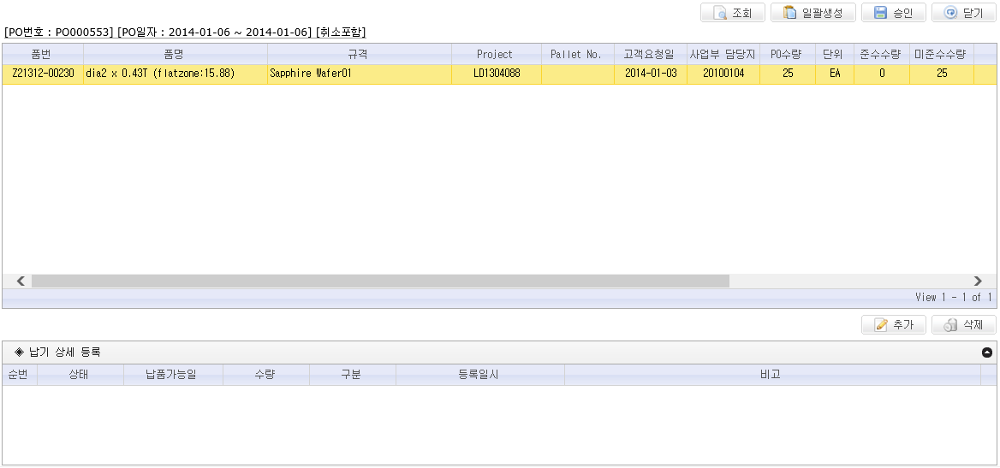 조회 일괄생성 승인 닫기
[PO번호 : PO000553] [PO일자 : 2014-01-06 ~ 2014-01-06] [취소포함]
품번 품명 규격 Project Pallet No. 고객요청일 사업부 담당지 PO수량 단위 준수수량 미준수수량
Z21312-00230 dia2 x 0.43T (flatzone:15.88) Sapphire Wafer01 LD1304088 2014-01-03 20100104 25 EA 0 25
View 1 - 1 of 1
추가 삭제
◈ 납기 상세 등록
순번 상태 납품가능일 수량 구분 등록일시 비고